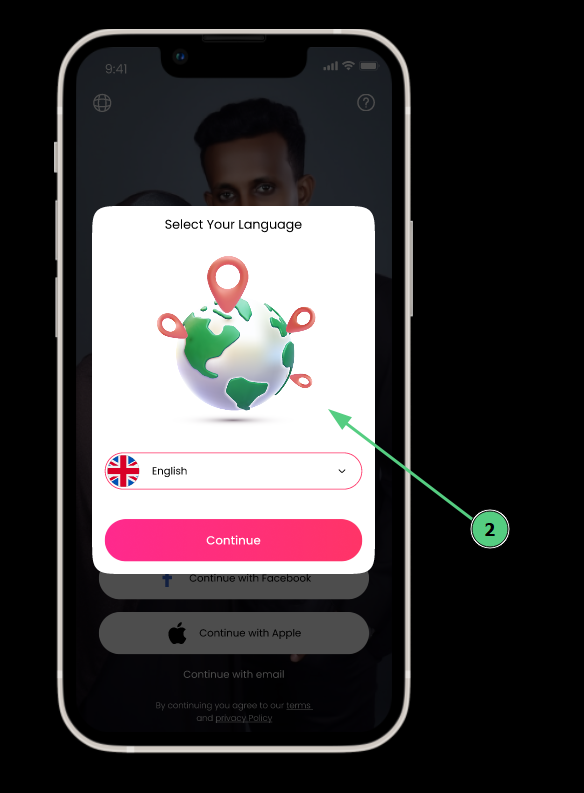 9:41
Select Your Language
English
Continue
Continue with Facebook
Continue with Apple
Continue with email
By continuing you agree to our terms
and privacy Policy
2